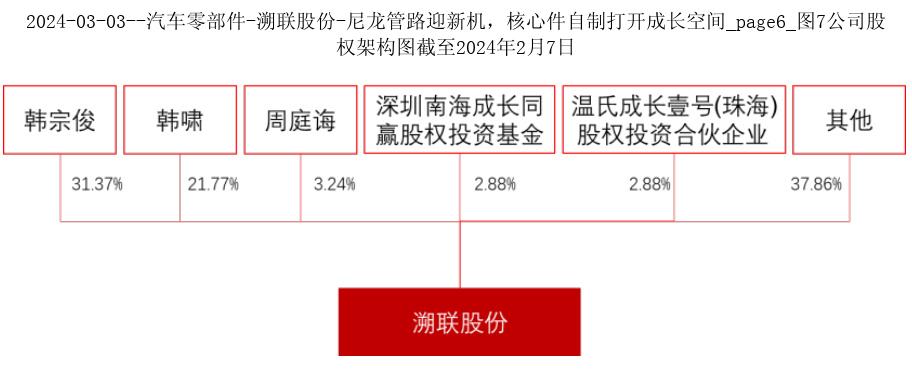 2024-03-03--汽车零部件-溯联股份-尼龙管路迎新机，核心件自制打开成长空间_page6_图7公司股
权架构图截至2024年2月7日
韩宗俊
韩啸
周庭诲
深圳南海成长同
赢股权投资基金
温氏成长壹号(珠海)
股权投资合伙企业
其他
31.37%
21.77%
3.24%
2.88%
2.88%
37.86%
溯联股份